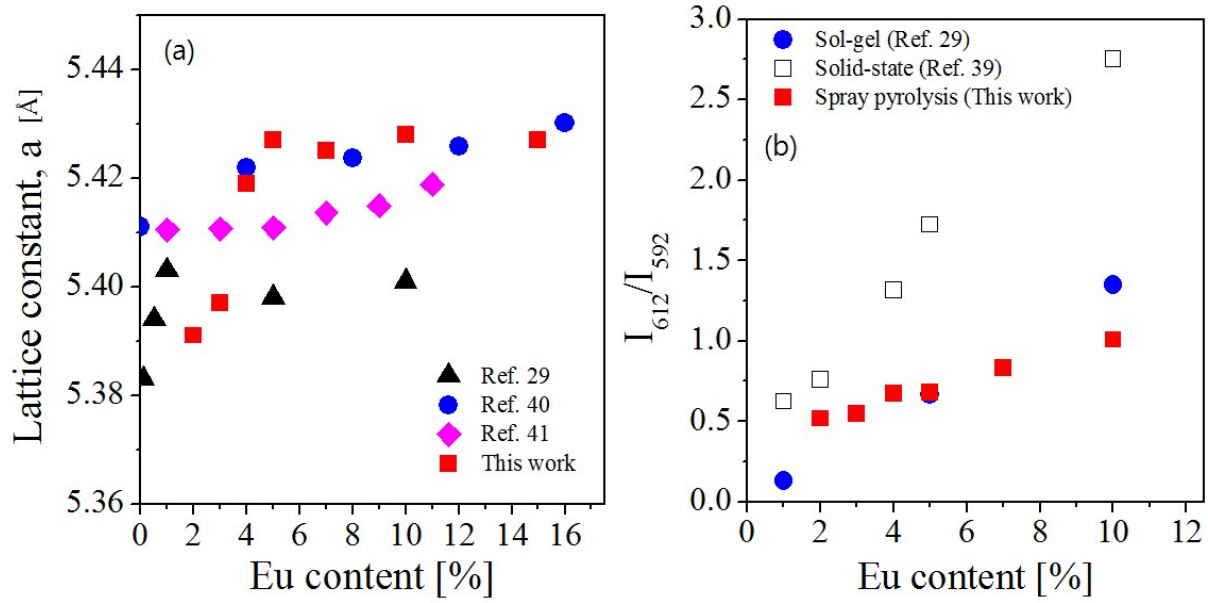 (a)
Lattice constant, a [Å]
5.44
5.42
5.40
5.38
5.36
Ref. 29
Ref. 40
Ref. 41
This work
0 2 4 6 8 10 12 14 16
Eu content [%]
Sol-gel (Ref. 29)
Solid-state (Ref. 39)
Spray pyrolysis (This work)
(b)
I612/I592
3.0
2.5
2.0
1.5
1.0
0.5
0.0
0 2 4 6 8 10 12
Eu content [%]